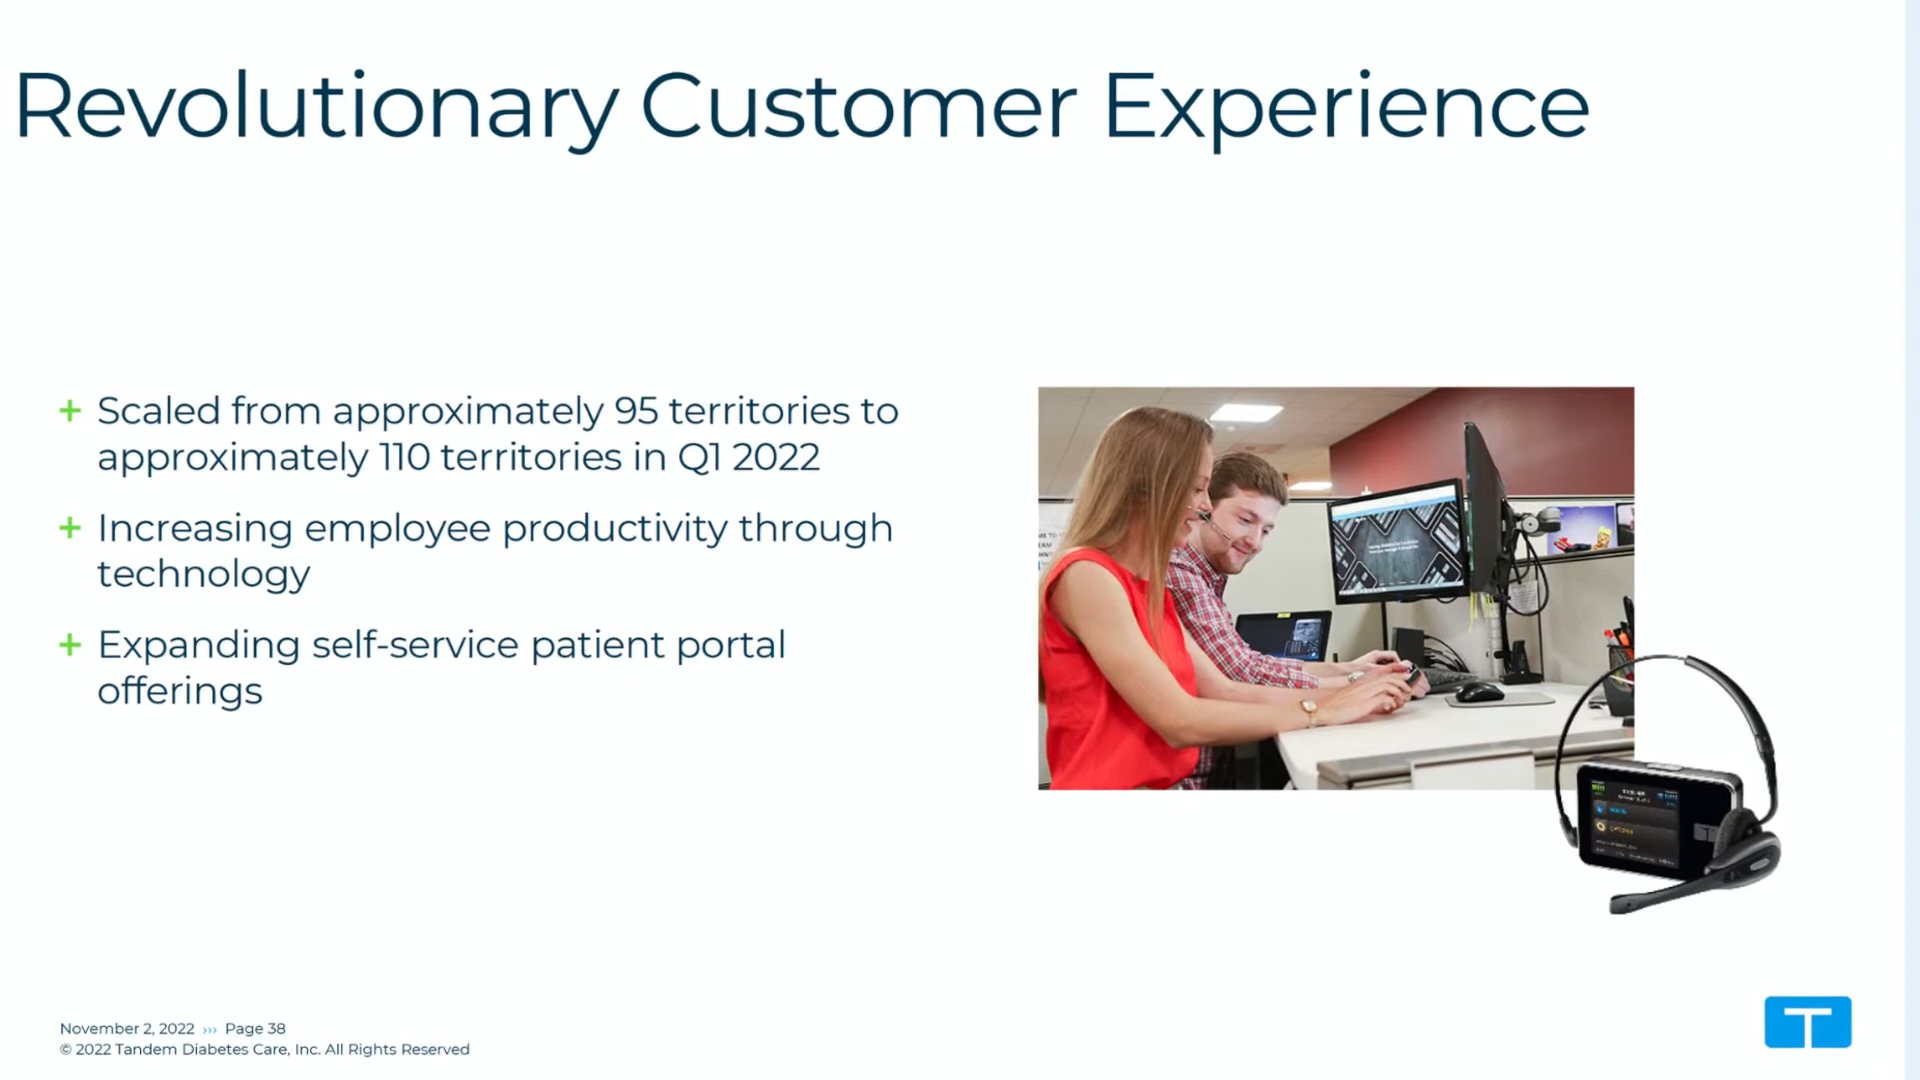 Revolutionary Customer Experience
+ Scaled from approximately 95 territories to
approximately 110 territories in Q1 2022
+ Increasing employee productivity through
technology
+ Expanding self-service patient portal
offerings
November 2, 2022 ››› Page 38
© 2022 Tandem Diabetes Care, Inc. All Rights Reserved
T